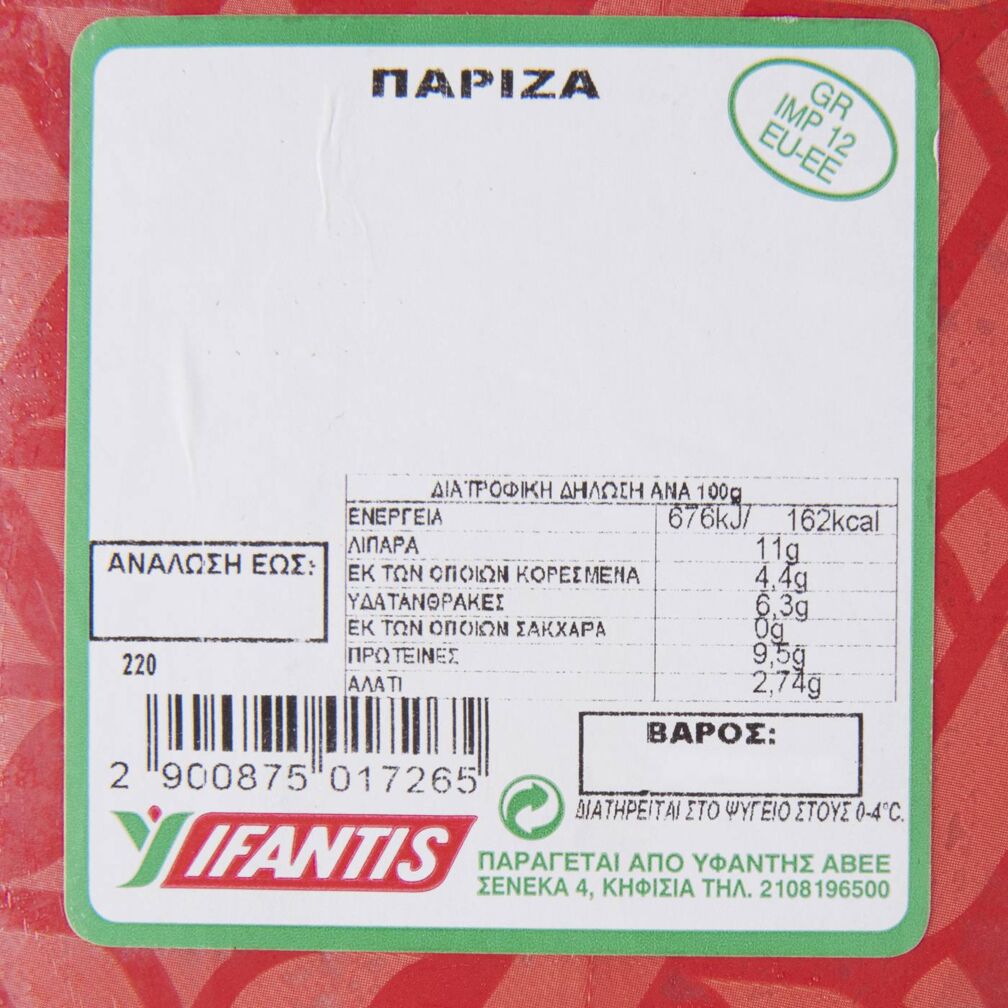 ΠΑΡΙΖΑ
GR
IMP 12
EU-EE
ΔΙΑΤΡΟΦΙΚΗ ΔΗΛΩΣΗ ΑΝΑ 100g
ΕΝΕΡΓΕΙΑ 676kJ/ 162kcal
ΛΙΠΑΡΑ 11g
ΕΚ ΤΩΝ ΟΠΟΙΩΝ ΚΟΡΕΣΜΕΝΑ 4,4g
ΥΔΑΤΑΝΘΡΑΚΕΣ 6,3g
ΕΚ ΤΩΝ ΟΠΟΙΩΝ ΣΑΚΧΑΡΑ 0g
ΠΡΩΤΕΙΝΕΣ 9,5g
ΑΛΑΤΙ 2,74g
ΑΝΑΛΩΣΗ ΕΩΣ:
220
2 900875 017265
ΒΑΡΟΣ:
ΔΙΑΤΗΡΕΙΤΑΙ ΣΤΟ ΨΥΓΕΙΟ ΣΤΟΥΣ 0-4°C.
IFANTIS
ΠΑΡΑΓΕΤΑΙ ΑΠΟ ΥΦΑΝΤΗΣ ΑΒΕΕ
ΣΕΝΕΚΑ 4, ΚΗΦΙΣΙΑ ΤΗΛ. 2108196500